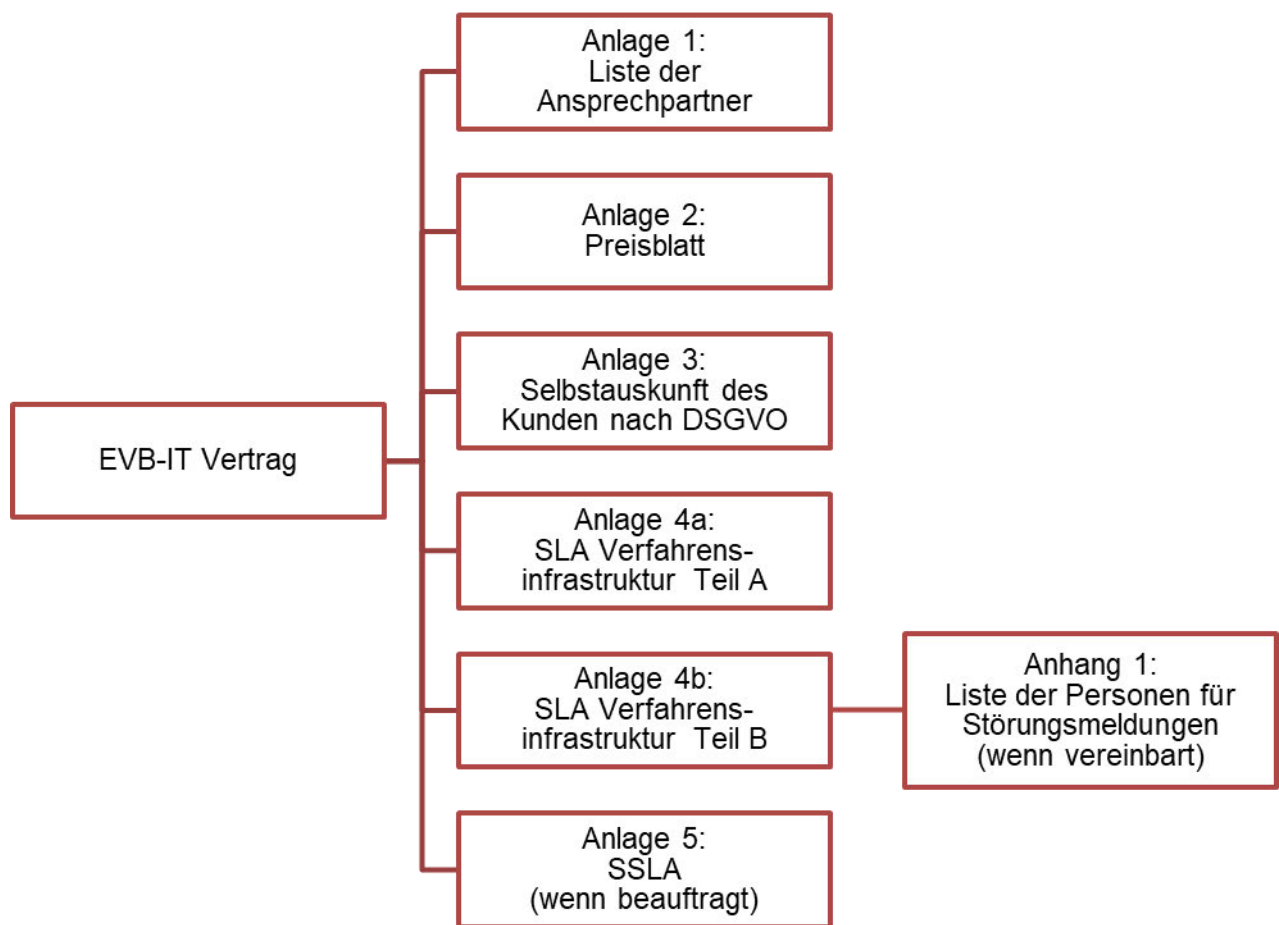 Anlage 1:
Liste der
Ansprechpartner
Anlage 2:
Preisblatt
Anlage 3:
Selbstauskunft des
Kunden nach DSGVO
EVB-IT Vertrag
Anlage 4a:
SLA Verfahrens-
infrastruktur Teil A
Anlage 4b:
SLA Verfahrens-
infrastruktur Teil B
Anhang 1:
Liste der Personen für
Störungsmeldungen
(wenn vereinbart)
Anlage 5:
SSLA
(wenn beauftragt)